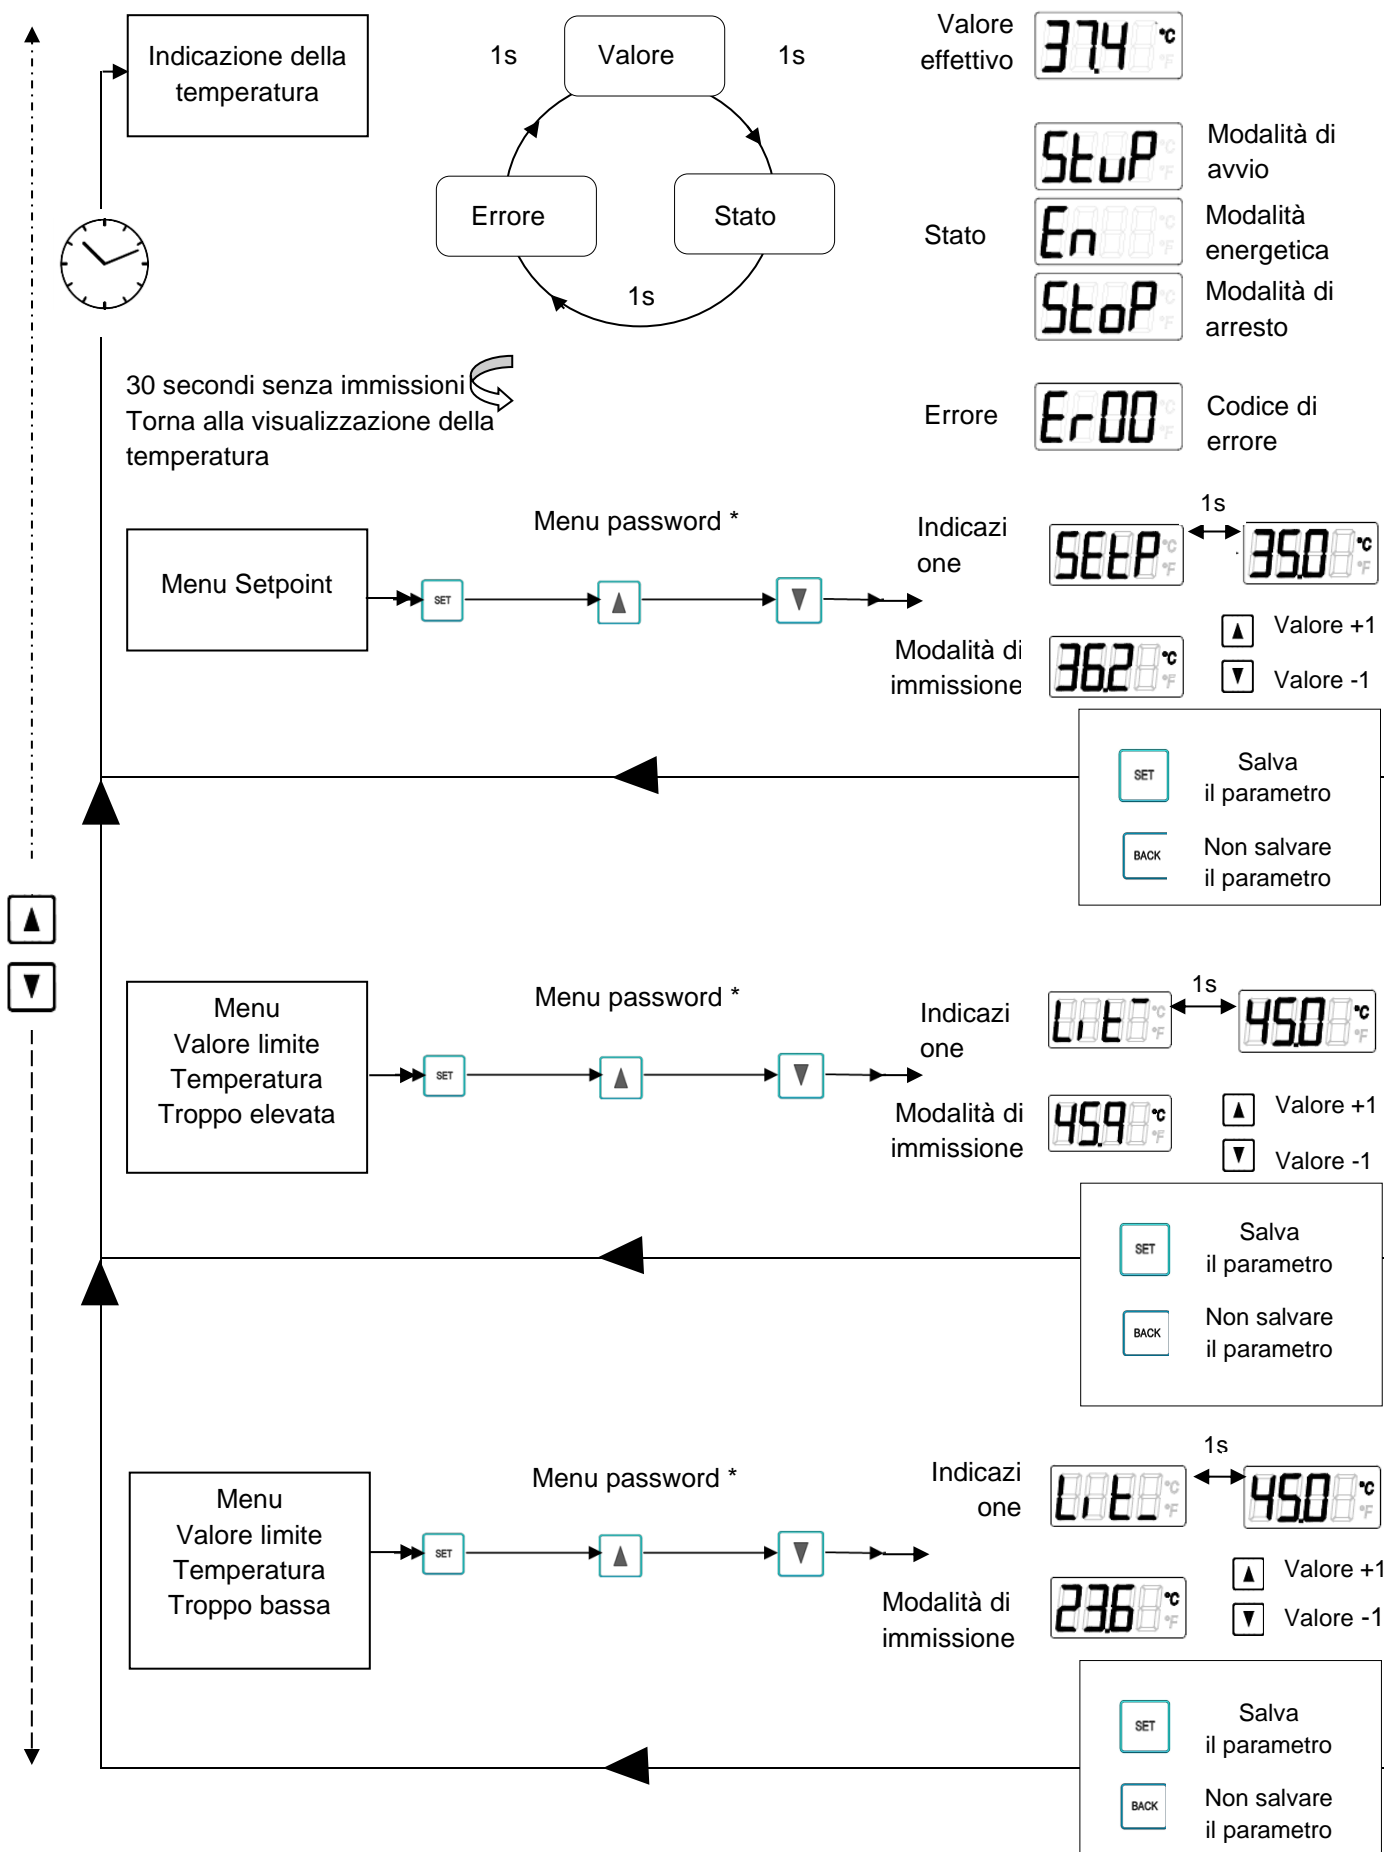 Indicazione della
temperatura
1s
Valore
1s
Errore
Stato
1s
Valore
effettivo
37.4 °C
°F
StuP °C
°F
Modalità di
avvio
Stato
En °C
°F
Modalità
energetica
StoP °C
°F
Modalità di
arresto
Errore
Er00 °C
°F
Codice di
errore
30 secondi senza immissioni
Torna alla visualizzazione della
temperatura
Menu Setpoint
Menu password *
SET
Indicazi
one
SEtP °C
°F
1s
35.0 °C
°F
Modalità di
immissione
36.2 °C
°F
Valore +1
Valore -1
SET
Salva
il parametro
BACK
Non salvare
il parametro
Menu
Valore limite
Temperatura
Troppo elevata
Menu password *
SET
Indicazi
one
Lit¯ °C
°F
1s
45.0 °C
°F
Modalità di
immissione
45.9 °C
°F
Valore +1
Valore -1
SET
Salva
il parametro
BACK
Non salvare
il parametro
Menu
Valore limite
Temperatura
Troppo bassa
Menu password *
SET
Indicazi
one
Lit_ °C
°F
1s
45.0 °C
°F
Modalità di
immissione
23.6 °C
°F
Valore +1
Valore -1
SET
Salva
il parametro
BACK
Non salvare
il parametro